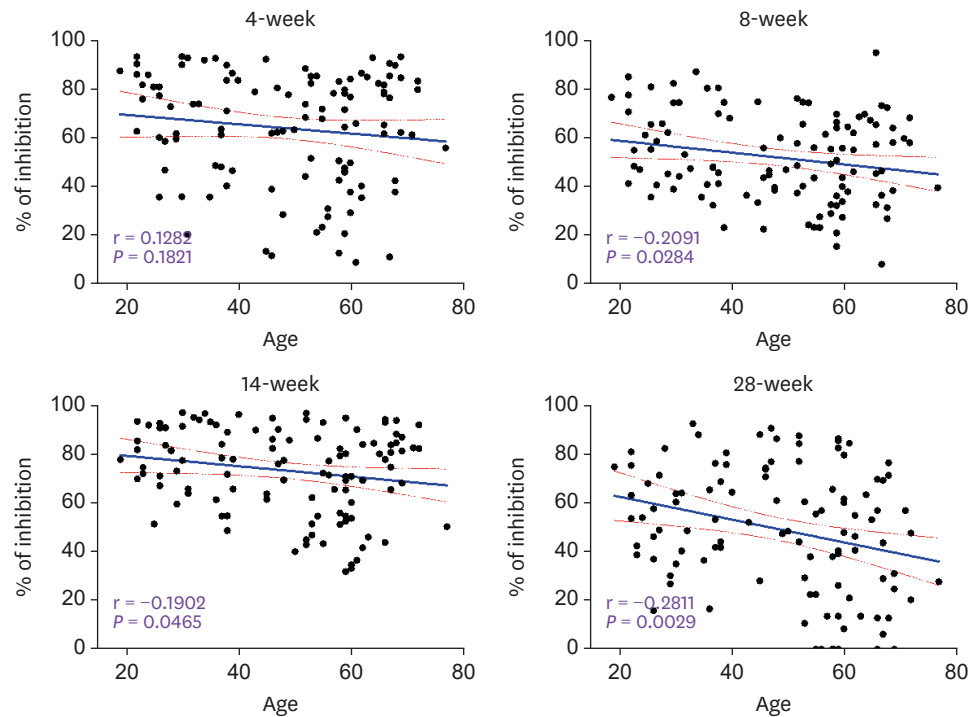 4-week
100
80
60
40
20
0
% of inhibition
r = 0.1282
P = 0.1821
20 40 60 80
Age
8-week
100
80
60
40
20
0
% of inhibition
r = −0.2091
P = 0.0284
20 40 60 80
Age
14-week
100
80
60
40
20
0
% of inhibition
r = −0.1902
P = 0.0465
20 40 60 80
Age
28-week
100
80
60
40
20
0
% of inhibition
r = −0.2811
P = 0.0029
20 40 60 80
Age